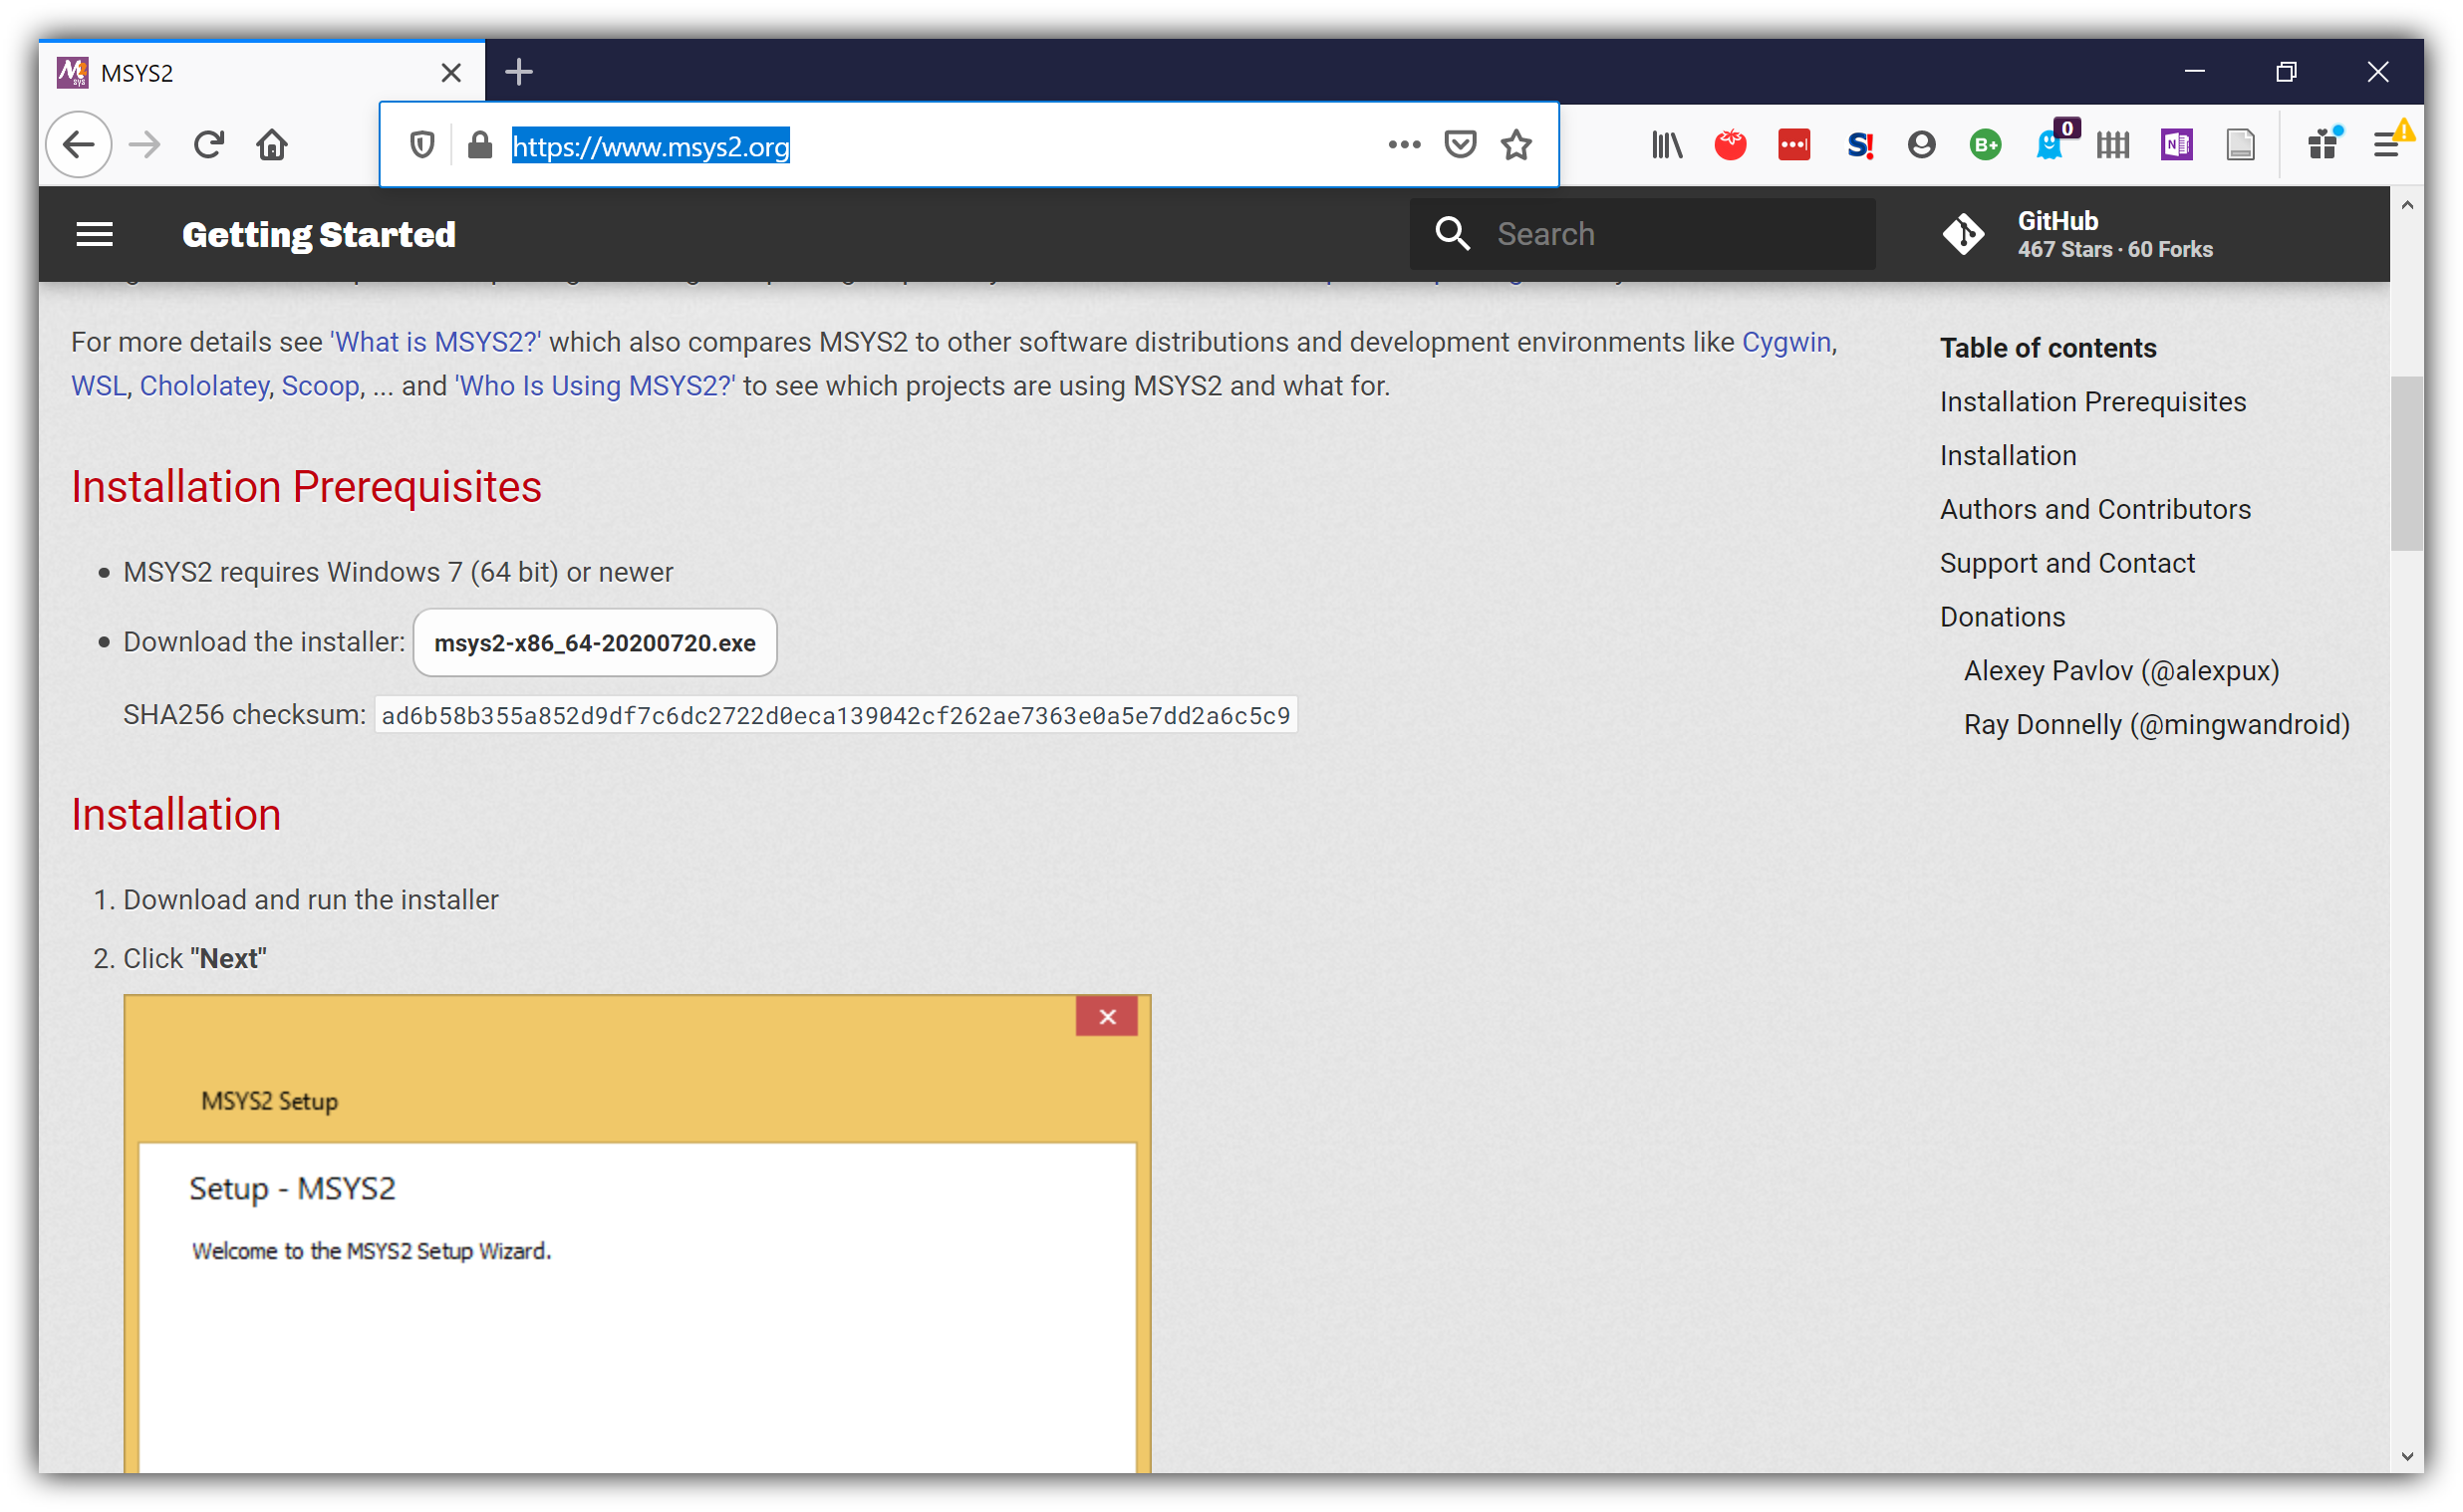 MSYS2
https://www.msys2.org
0
Getting Started
Search
GitHub
467 Stars · 60 Forks
For more details see 'What is MSYS2?' which also compares MSYS2 to other software distributions and development environments like Cygwin,
WSL, Chololatey, Scoop, ... and 'Who Is Using MSYS2?' to see which projects are using MSYS2 and what for.
Installation Prerequisites
• MSYS2 requires Windows 7 (64 bit) or newer
• Download the installer: msys2-x86_64-20200720.exe
SHA256 checksum: ad6b58b355a852d9df7c6dc2722d0eca139042cf262ae7363e0a5e7dd2a6c5c9
Installation
1. Download and run the installer
2. Click "Next"
MSYS2 Setup
Setup - MSYS2
Welcome to the MSYS2 Setup Wizard.
Table of contents
Installation Prerequisites
Installation
Authors and Contributors
Support and Contact
Donations
Alexey Pavlov (@alexpux)
Ray Donnelly (@mingwandroid)